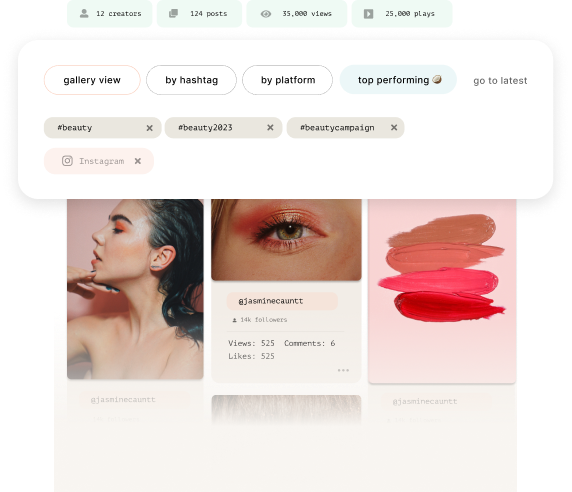 12 creators 124 posts 35,000 views 25,000 plays
gallery view by hashtag by platform top performing go to latest
#beauty #beauty2023 #beautycampaign
Instagram
@jasminecauntt
14k followers
Views: 525 Comments: 6
Likes: 525
@jasminecauntt @jasminecauntt